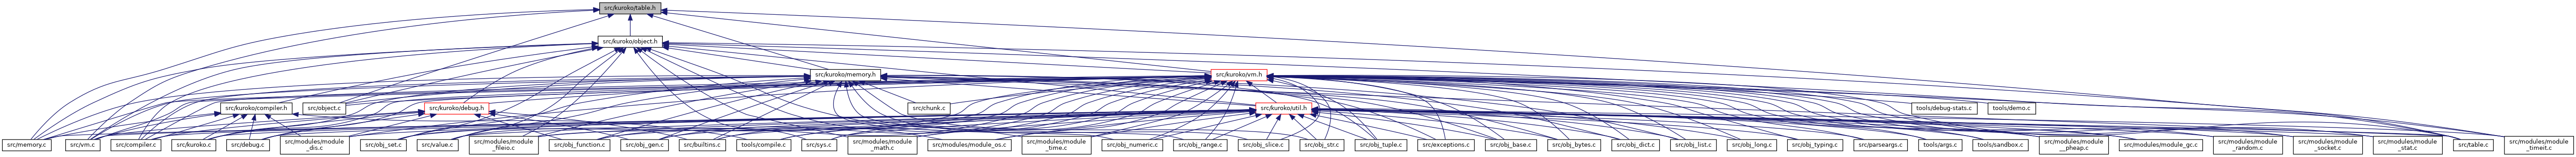 src/kuroko/table.h
src/kuroko/object.h
src/kuroko/memory.h
src/kuroko/vm.h
src/kuroko/compiler.h
src/object.c
src/kuroko/debug.h
src/chunk.c
src/kuroko/util.h
tools/debug-stats.c
tools/demo.c
src/memory.c
src/vm.c
src/compiler.c
src/kuroko.c
src/debug.c
src/modules/module
_dis.c
src/obj_set.c
src/value.c
src/modules/module
_fileio.c
src/obj_function.c
src/obj_gen.c
src/builtins.c
tools/compile.c
src/sys.c
src/modules/module
_math.c
src/modules/module_os.c
src/modules/module
_time.c
src/obj_numeric.c
src/obj_range.c
src/obj_slice.c
src/obj_str.c
src/obj_tuple.c
src/exceptions.c
src/obj_base.c
src/obj_bytes.c
src/obj_dict.c
src/obj_list.c
src/obj_long.c
src/obj_typing.c
src/parseargs.c
tools/args.c
tools/sandbox.c
src/modules/module
__pheap.c
src/modules/module_gc.c
src/modules/module
_random.c
src/modules/module
_socket.c
src/modules/module
_stat.c
src/table.c
src/modules/module
_timeit.c